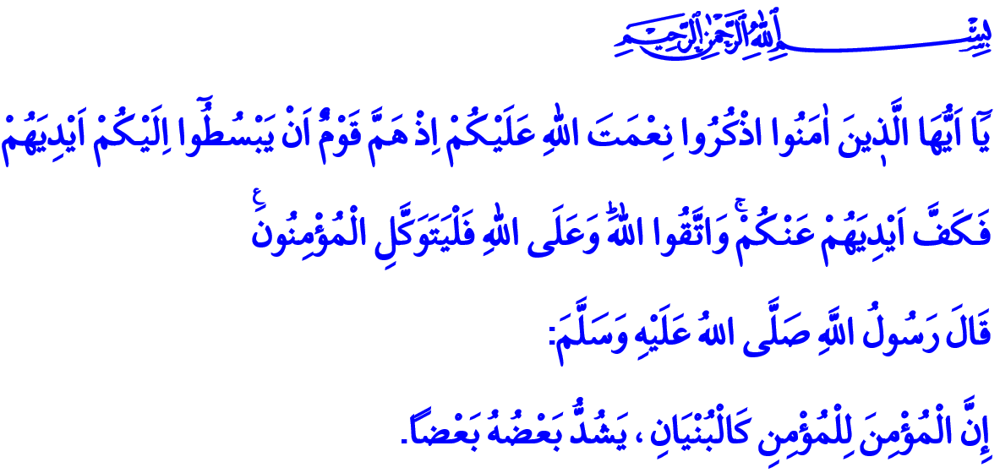 بِسْمِ اللّٰهِ الرَّحْمٰنِ الرَّحِيمِ
يَٓا اَيُّهَا الَّذ۪ينَ اٰمَنُوا اذْكُرُوا نِعْمَتَ اللّٰهِ عَلَيْكُمْ اِذْ هَمَّ قَوْمٌ اَنْ يَبْسُطُٓوا اِلَيْكُمْ اَيْدِيَهُمْ
فَكَفَّ اَيْدِيَهُمْ عَنْكُمْۚ وَاتَّقُوا اللّٰهَۜ وَعَلَى اللّٰهِ فَلْيَتَوَكَّلِ الْمُؤْمِنُونَ۟
قَالَ رَسُولُ اللَّهِ صَلَّى اللهُ عَلَيْهِ وَسَلَّمَ:
إِنَّ الْمُؤْمِنَ لِلْمُؤْمِنِ كَالْبُنْيَانِ ، يَشُدُّ بَعْضُهُ بَعْضاً.